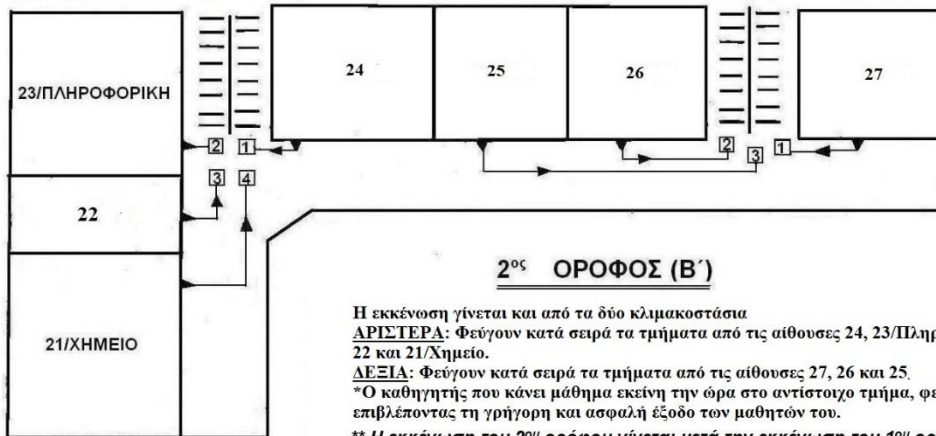 24
25
26
27
23/ΠΛΗΡΟΦΟΡΙΚΗ
2
1
2
3
1
3
4
22
21/ΧΗΜΕΙΟ
2ος ΟΡΟΦΟΣ (Β΄)
Η εκκένωση γίνεται και από τα δύο κλιμακοστάσια
ΑΡΙΣΤΕΡΑ: Φεύγουν κατά σειρά τα τμήματα από τις αίθουσες 24,
22 και 21/Χημείο.
ΔΕΞΙΑ: Φεύγουν κατά σειρά τα τμήματα από τις αίθουσες 27, 26 και 25.
*Ο καθηγητής που κάνει μάθημα εκείνη την ώρα στο αντίστοιχο τμήμα,
επιβλέποντας τη γρήγορη και ασφαλή έξοδο των μαθητών του.